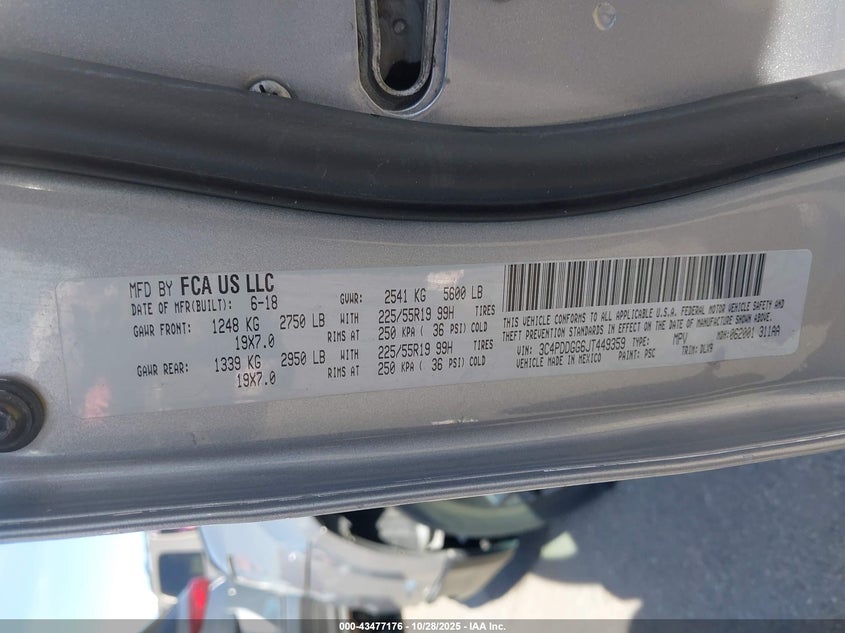 MFD BY FCA US LLC
DATE OF MFR(BUILT): 6-18 GVWR: 2541 KG 5600 LB
GAWR FRONT: 1248 KG 2750 LB WITH 225/55R19 99H TIRES
19X7.0 RIMS AT 250 KPA ( 36 PSI) COLD
GAWR REAR: 1339 KG 2950 LB WITH 225/55R19 99H TIRES
19X7.0 RIMS AT 250 KPA ( 36 PSI) COLD
THIS VEHICLE CONFORMS TO ALL APPLICABLE U.S.A. FEDERAL MOTOR VEHICLE SAFETY AND
THEFT PREVENTION STANDARDS IN EFFECT ON THE DATE OF MANUFACTURE SHOWN ABOVE.
VIN: 3C4PDDGG6JT449359 TYPE: MPV MDH: 062001 311AA
VEHICLE MADE IN MEXICO PAINT: PSC TRIM: DLX9
000-43477176 • 10/28/2025 • IAA Inc.